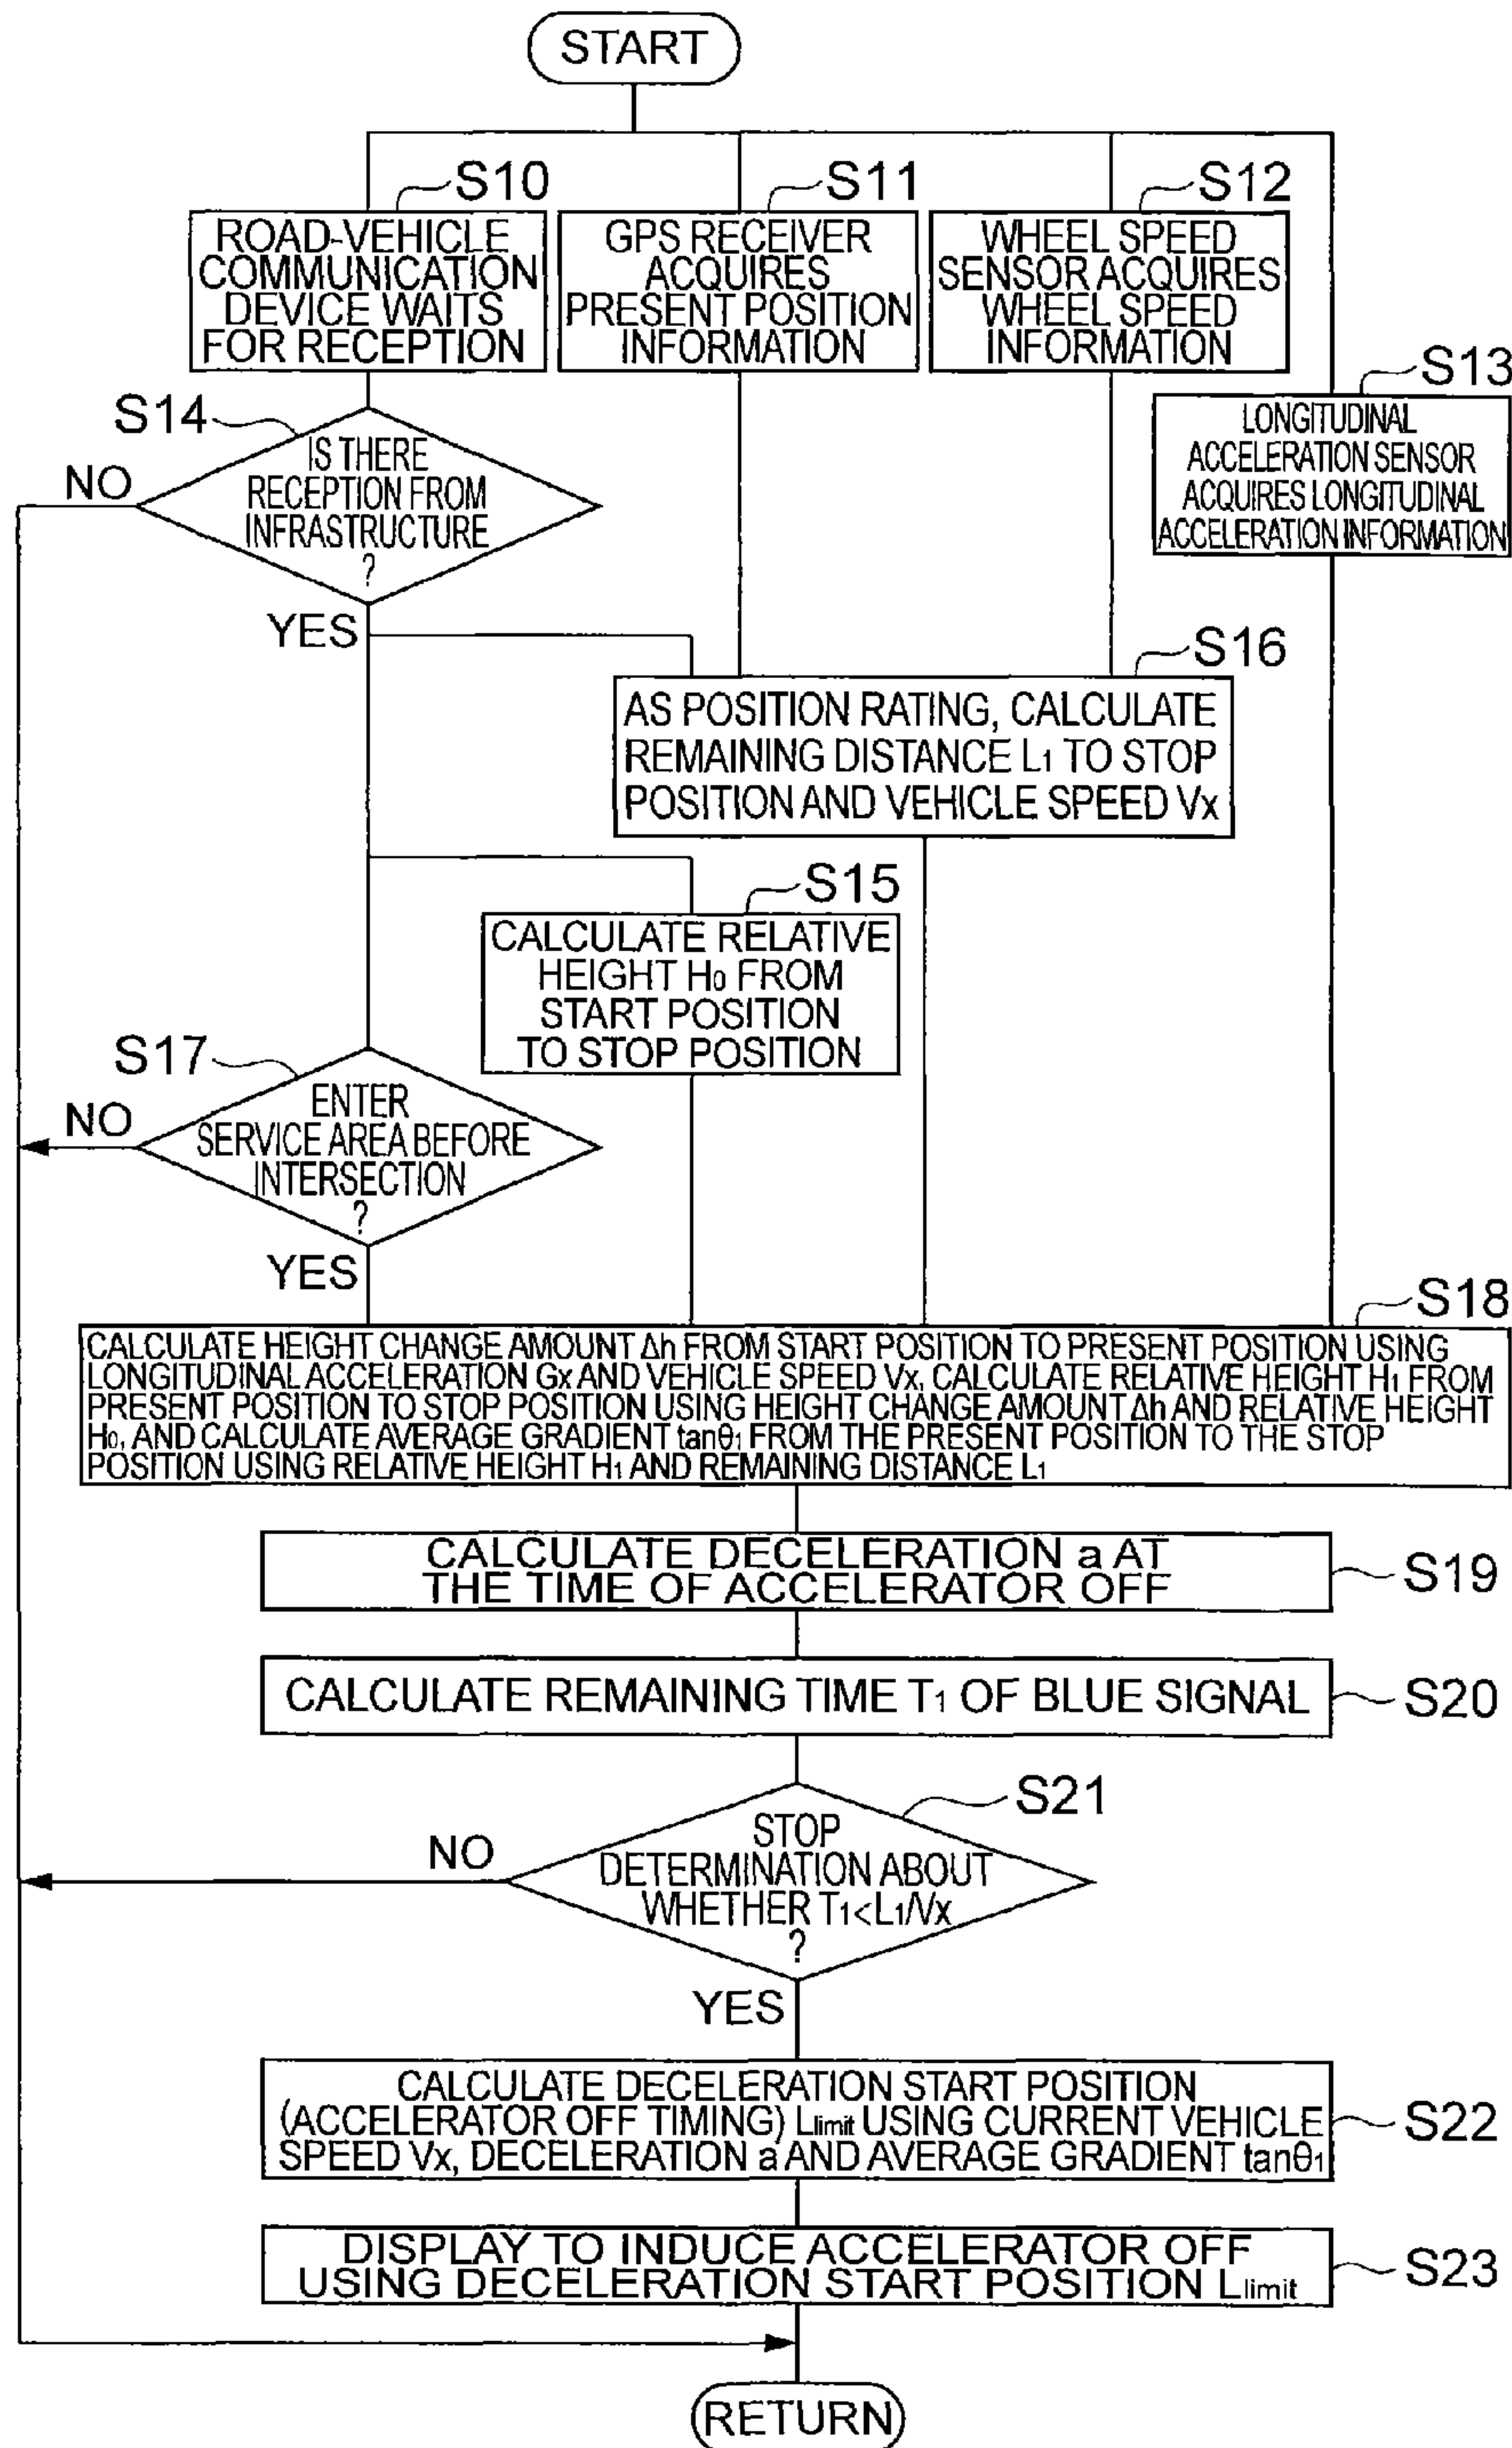 START
S10
ROAD-VEHICLE
COMMUNICATION
DEVICE WAITS
FOR RECEPTION
S11
GPS RECEIVER
ACQUIRES
PRESENT POSITION
INFORMATION
S12
WHEEL SPEED
SENSOR ACQUIRES
WHEEL SPEED
INFORMATION
S13
LONGITUDINAL
ACCELERATION SENSOR
ACQUIRES LONGITUDINAL
ACCELERATION INFORMATION
S14
IS THERE
RECEPTION FROM
INFRASTRUCTURE
?
NO
YES
S16
AS POSITION RATING, CALCULATE
REMAINING DISTANCE L1 TO STOP
POSITION AND VEHICLE SPEED Vx
S15
CALCULATE RELATIVE
HEIGHT H0 FROM
START POSITION
TO STOP POSITION
S17
ENTER
SERVICE AREA BEFORE
INTERSECTION
?
NO
YES
S18
CALCULATE HEIGHT CHANGE AMOUNT Δh FROM START POSITION TO PRESENT POSITION USING
LONGITUDINAL ACCELERATION Gx AND VEHICLE SPEED Vx, CALCULATE RELATIVE HEIGHT H1 FROM
PRESENT POSITION TO STOP POSITION USING HEIGHT CHANGE AMOUNT Δh AND RELATIVE HEIGHT
H0, AND CALCULATE AVERAGE GRADIENT tanθ1 FROM THE PRESENT POSITION TO THE STOP
POSITION USING RELATIVE HEIGHT H1 AND REMAINING DISTANCE L1
CALCULATE DECELERATION a AT
THE TIME OF ACCELERATOR OFF
S19
CALCULATE REMAINING TIME T1 OF BLUE SIGNAL
S20
S21
STOP
DETERMINATION ABOUT
WHETHER T1<L1/Vx
?
NO
YES
CALCULATE DECELERATION START POSITION
(ACCELERATOR OFF TIMING) Llimit USING CURRENT VEHICLE
SPEED Vx, DECELERATION a AND AVERAGE GRADIENT tanθ1
S22
DISPLAY TO INDUCE ACCELERATOR OFF
USING DECELERATION START POSITION Llimit
S23
RETURN